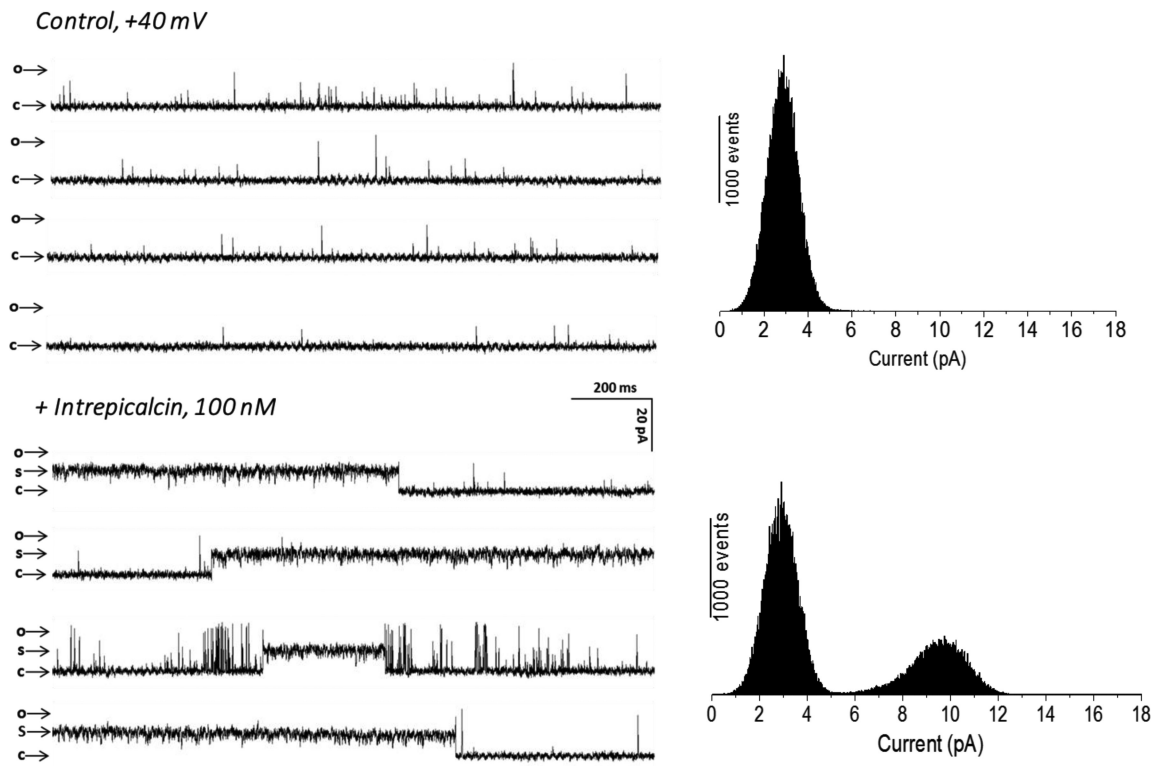 Control, +40 mV
o
c
o
c
o
c
o
c
1000 events
0 2 4 6 8 10 12 14 16 18
Current (pA)
+ Intrepicalcin, 100 nM
200 ms
20 pA
o
s
c
o
s
c
o
s
c
o
S
c
1000 events
0 2 4 6 8 10 12 14 16 18
Current (pA)